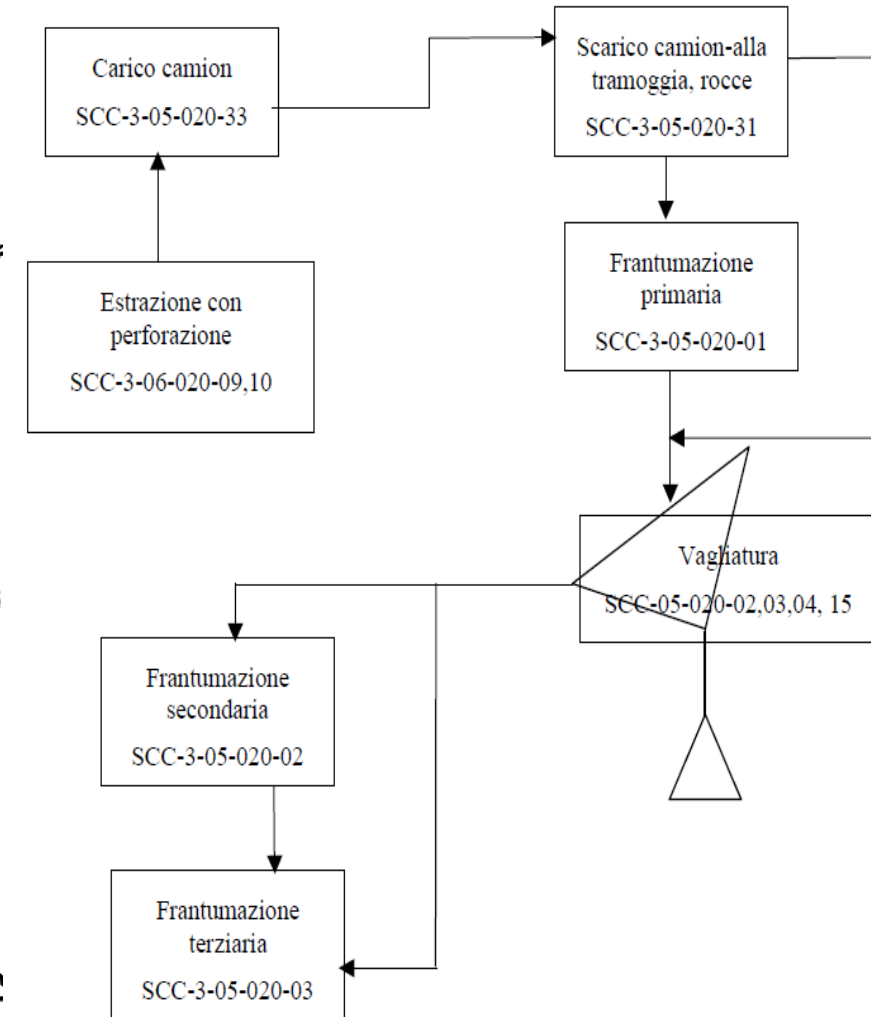 Carico camion
SCC-3-05-020-33
Scarico camion-alla
tramoggia, rocce
SCC-3-05-020-31
Estrazione con
perforazione
SCC-3-06-020-09,10
Frantumazione
primaria
SCC-3-05-020-01
Vagliatura
SCC-05-020-02,03,04, 15
Frantumazione
secondaria
SCC-3-05-020-02
Frantumazione
terziaria
SCC-3-05-020-03